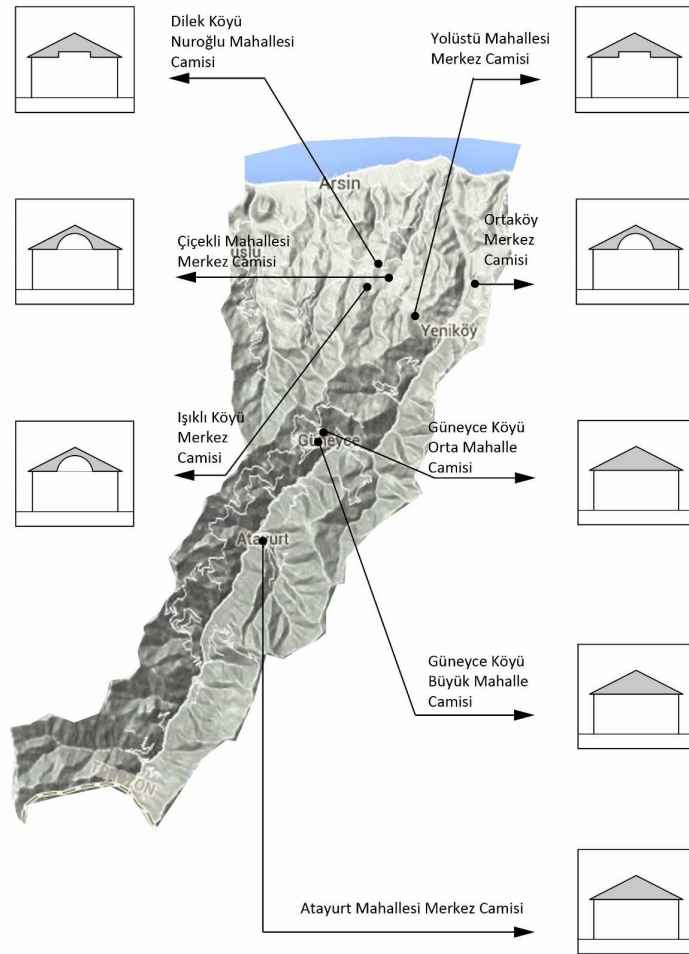 Dilek Köyü
Nuroğlu Mahallesi
Camisi
Yolüstü Mahallesi
Merkez Camisi
Arsin
Ortaköy
Merkez
Camisi
Çiçekli Mahallesi
Merkez Camisi
uslu
Yeniköy
Işıklı Köyü
Merkez
Camisi
Güneyce Köyü
Orta Mahalle
Camisi
Güneyce
Atayurt
Güneyce Köyü
Büyük Mahalle
Camisi
TRABZON
Atayurt Mahallesi Merkez Camisi